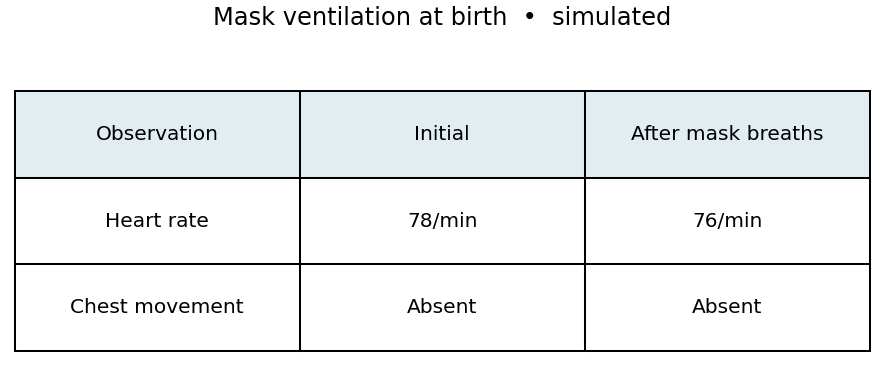 Mask ventilation at birth • simulated
Observation Initial After mask breaths
Heart rate 78/min 76/min
Chest movement Absent Absent